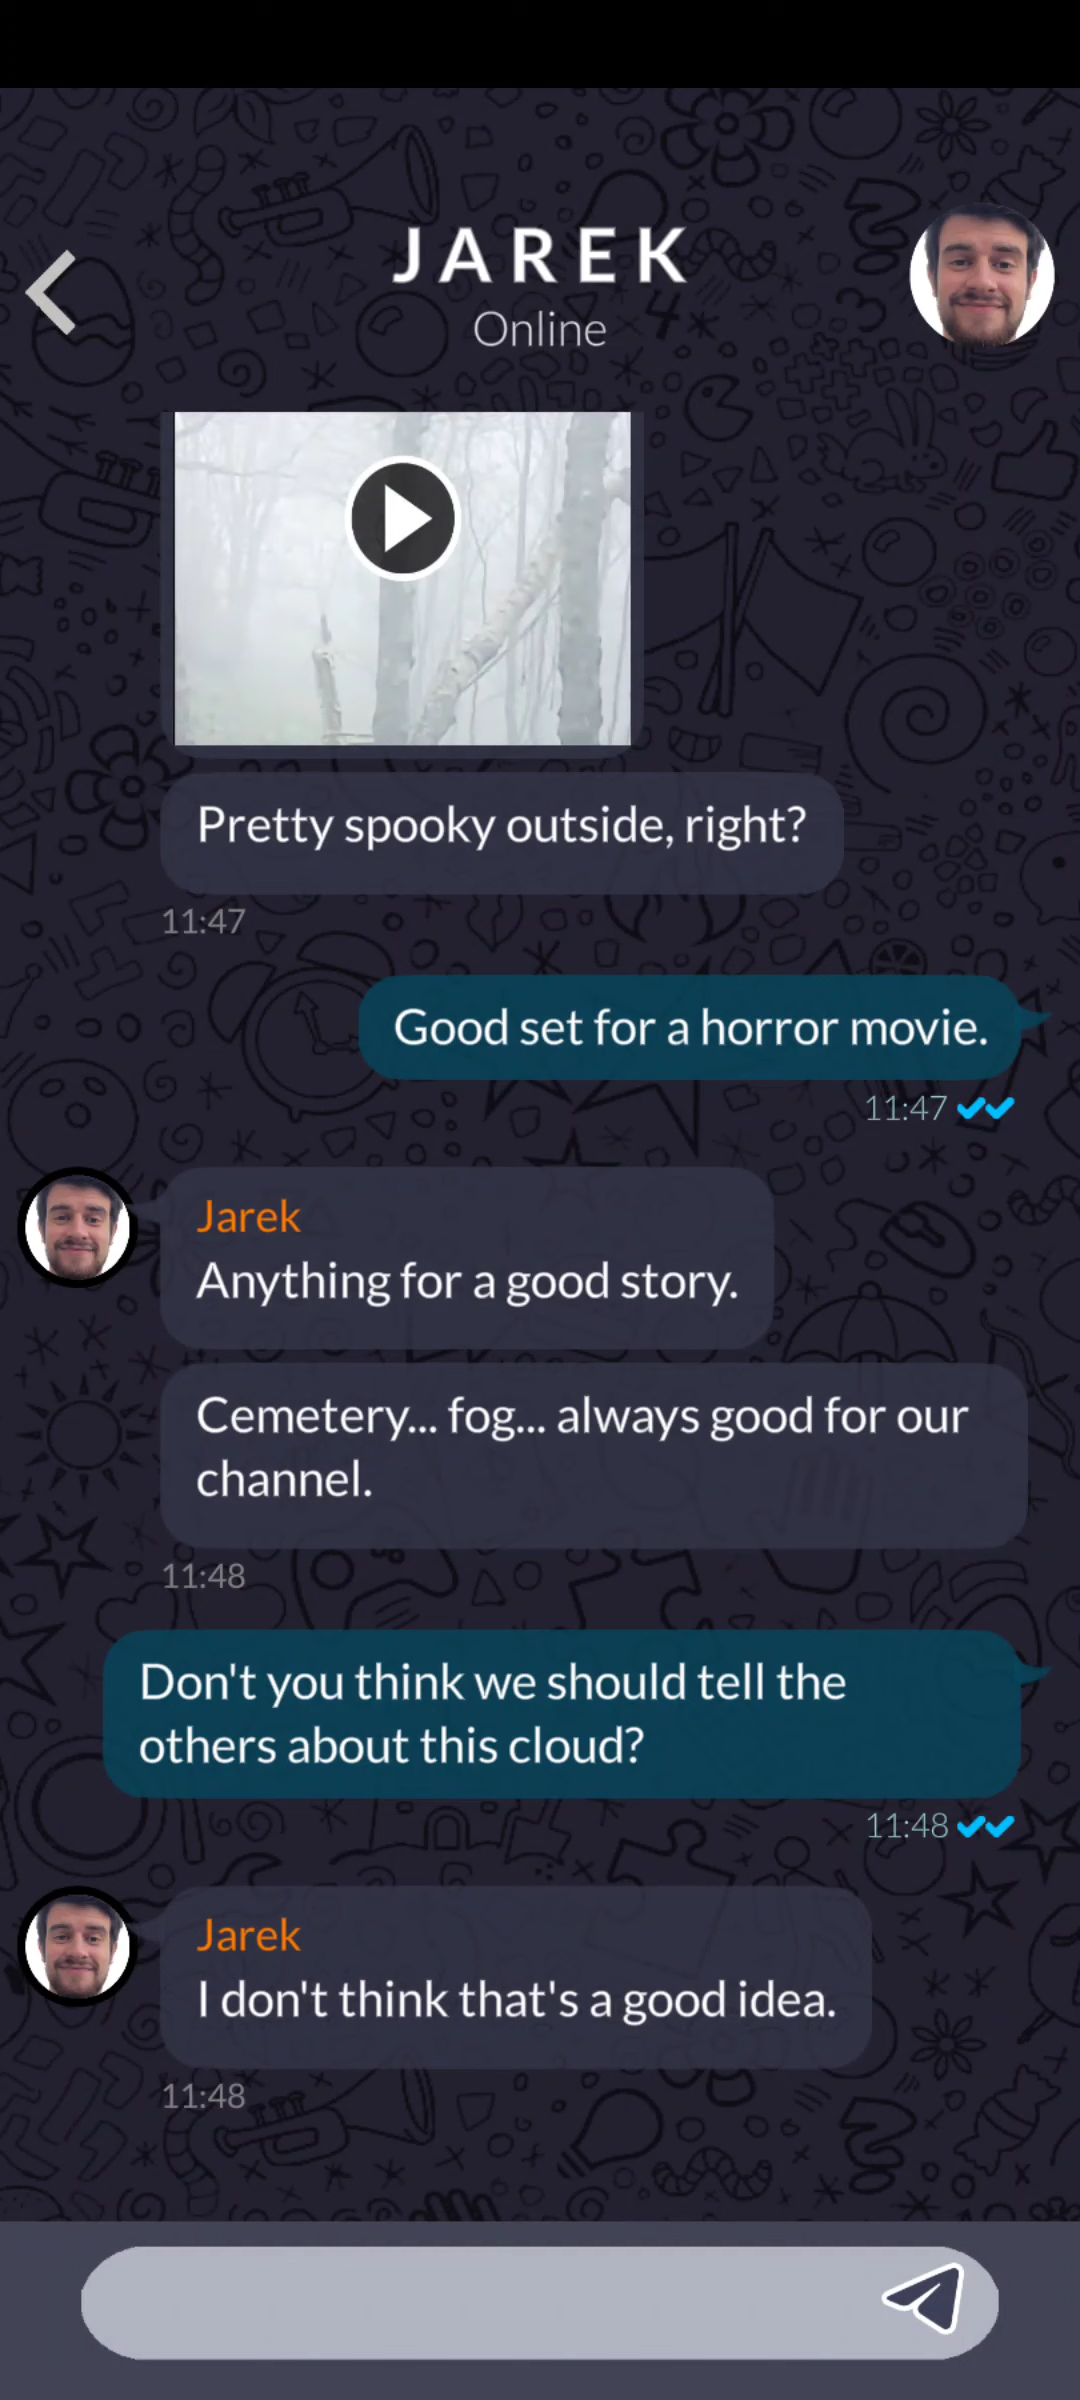 JAREK
Online
Pretty spooky outside, right?
11:47
Good set for a horror movie.
11:47
Jarek
Anything for a good story.
Cemetery... fog... always good for our
channel.
11:48
Don't you think we should tell the
others about this cloud?
11:48
Jarek
I don't think that's a good idea.
11:48